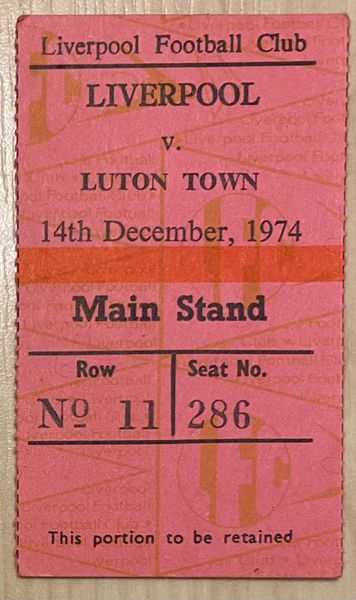 Liverpool Football Club
LIVERPOOL
v.
LUTON TOWN
14th December, 1974
Main Stand
Row Seat No.
Nº 11 286
This portion to be retained